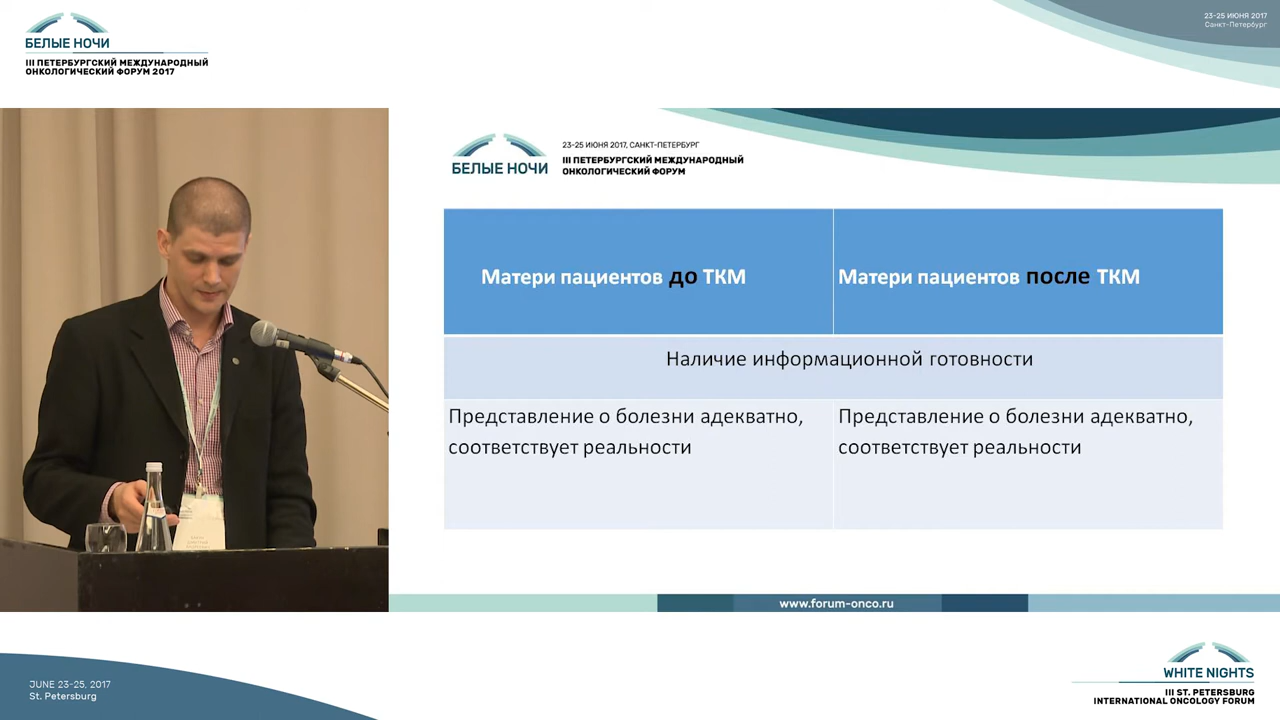 БЕЛЫЕ НОЧИ
III ПЕТЕРБУРГСКИЙ МЕЖДУНАРОДНЫЙ
ОНКОЛОГИЧЕСКИЙ ФОРУМ 2017
23-25 ИЮНЯ 2017
Санкт-Петербург
БЕЛЫЕ НОЧИ
23-25 ИЮНЯ 2017, САНКТ-ПЕТЕРБУРГ
III ПЕТЕРБУРГСКИЙ МЕЖДУНАРОДНЫЙ
ОНКОЛОГИЧЕСКИЙ ФОРУМ
Матери пациентов до ТКМ
Матери пациентов после ТКМ
Наличие информационной готовности
Представление о болезни адекватно,
соответствует реальности
Представление о болезни адекватно,
соответствует реальности
www.forum-onco.ru
JUNE 23-25, 2017
St. Petersburg
WHITE NIGHTS
III ST. PETERSBURG
INTERNATIONAL ONCOLOGY FORUM